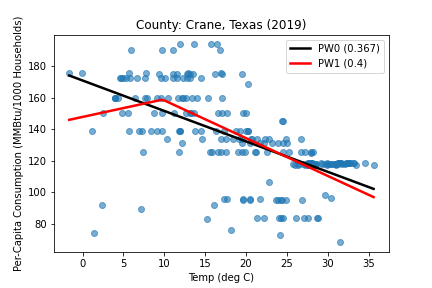 County: Crane, Texas (2019)
Per-Capita Consumption (MMBtu/1000 Households)
180
160
140
120
100
80
PW0 (0.367)
PW1 (0.4)
0 5 10 15 20 25 30 35
Temp (deg C)